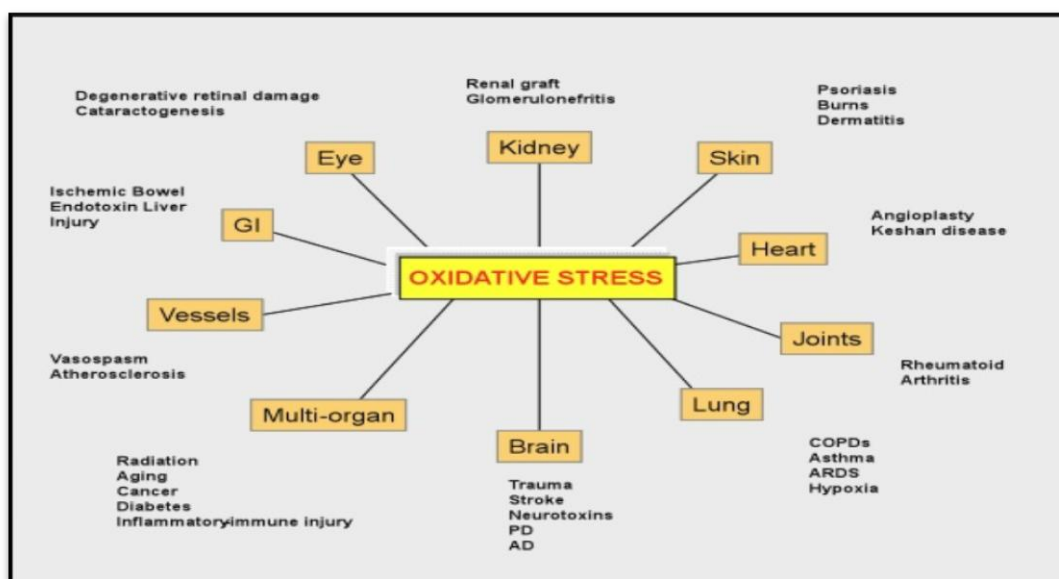 Degenerative retinal damage
Cataractogenesis
Eye
Renal graft
Glomerulonefritis
Kidney
Psoriasis
Burns
Dermatitis
Skin
Ischemic Bowel
Endotoxin Liver
Injury
GI
Angioplasty
Keshan disease
Heart
OXIDATIVE STRESS
Vessels
Vasospasm
Atherosclerosis
Joints
Rheumatoid
Arthritis
Multi-organ
Radiation
Aging
Cancer
Diabetes
Inflammatory-immune injury
Brain
Trauma
Stroke
Neurotoxins
PD
AD
Lung
COPDs
Asthma
ARDS
Hypoxia